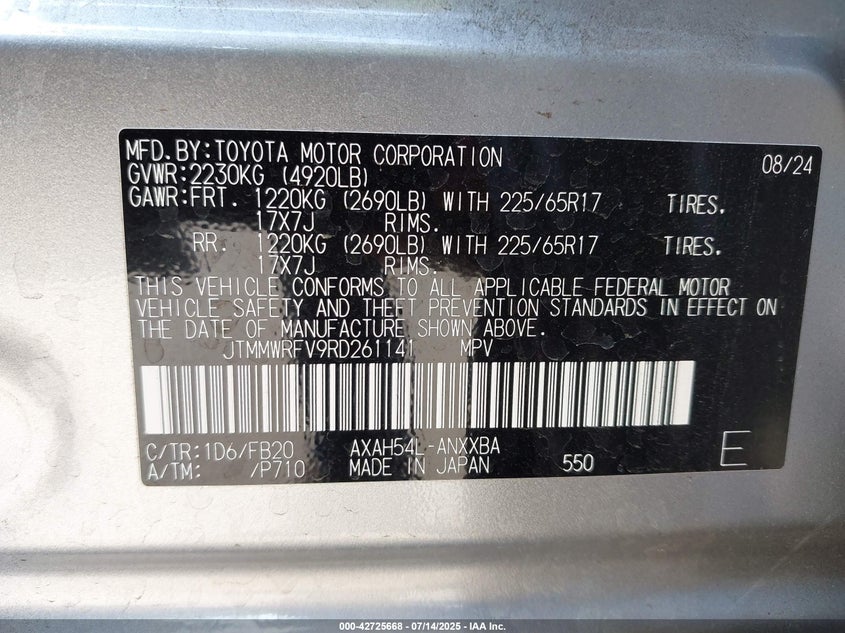 MFD.BY:TOYOTA MOTOR CORPORATION 08/24
GVWR:2230KG (4920LB)
GAWR:FRT. 1220KG (2690LB) WITH 225/65R17 TIRES.
17X7J RIMS.
RR. 1220KG (2690LB) WITH 225/65R17 TIRES.
17X7J RIMS.
THIS VEHICLE CONFORMS TO ALL APPLICABLE FEDERAL MOTOR
VEHICLE SAFETY AND THEFT PREVENTION STANDARDS IN EFFECT ON
THE DATE OF MANUFACTURE SHOWN ABOVE.
JTMMWRFV9RD261141 MPV
C/TR:1D6/FB20 AXAH54L-ANXXBA
A/TM: /P710 MADE IN JAPAN 550 E
000-42725668 - 07/14/2025 - IAA Inc.